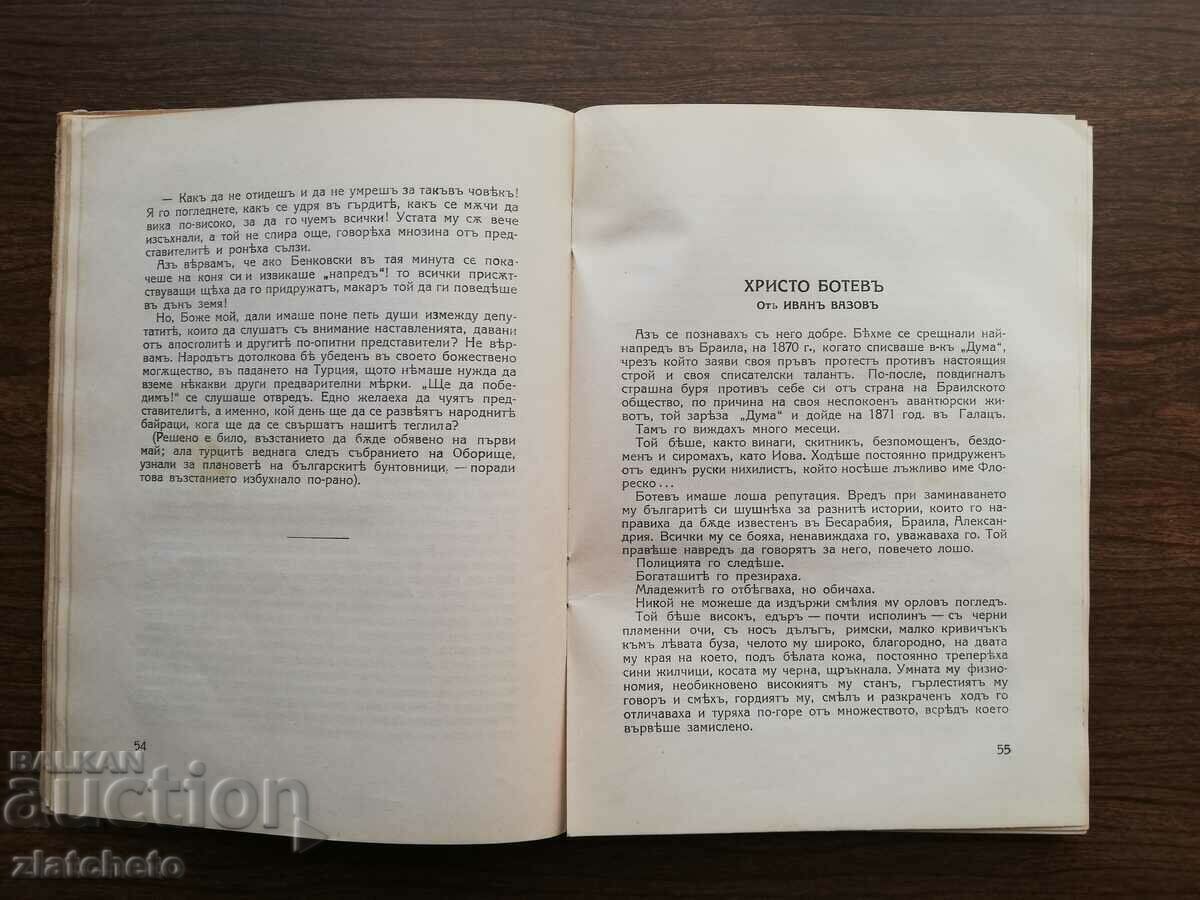 — Какъ да не отидешъ и да не умрешъ за такъвъ човѣкъ!
Я го погледнете, какъ се удря въ гърдитѣ, какъ се мѫчи да
вика по-високо, за да го чуемъ всички! Устата му сѫ вече
изсъхнали, а той не спира още, говорѣха мнозина отъ пред-
ставителитѣ и ронѣха сълзи.
Азъ вѣрвамъ, че ако Бенковски въ тая минута се пока-
чеше на коня си и извикаше „напредъ“! то всички присѫт-
ствуващи щѣха да го придружатъ, макаръ той да ги поведѣше
въ дънъ земя!
Но, Боже мой, дали имаше поне петь души измежду депу-
татитѣ, които да слушатъ съ внимание наставленията, давани
отъ апосголитѣ и другитѣ по-опитни представители? Не вѣр-
вамъ. Народътъ дотолкова бѣ убеденъ въ своето божествено
могѫщество, въ падането на Турция, щото нѣмаше нужда да
вземе нѣкакви други предварителни мѣрки. „Ще да побе-
димъ!“ се слушаше отвредъ. Едно желаеха да чуятъ пред-
ставителитѣ, а именно, кой день ще да се развѣятъ народнитѣ
байраци, кога ще да се свършатъ нашитѣ теглила?
(Решено е било, възстанието да бѫде обявено на първи
май; ала турцитѣ веднага следъ събранието на Оборище,
узнали за плановетѣ на българскитѣ бунтовници, — поради
това възстанието избухнало по-рано).
54
ХРИСТО БОТЕВЪ
Отъ ИВАНЪ ВАЗОВЪ
Азъ се познавахъ съ него добре. Бѣхме се срещнали най-
напредъ въ Браила, на 1870 г., когато списваше в-къ „Дума“,
чрезъ който заяви своя пръвъ протестъ противъ настоящия
строй и своя списателски талантъ. По-после, повдигналъ
страшна буря противъ себе си отъ страна на Браилското
общество, по причина на своя неспокоенъ авантюрски жи-
вотъ, той зарѣза „Дума“ и дойде на 1871 год. въ Галацъ.
Тамъ го виждахъ много месеци.
Той бѣше, както винаги, скитникъ, безпомощенъ, бездо-
менъ и сиромахъ, като Иова. Ходѣше постоянно придруженъ
отъ единъ руски нихилистъ, който носѣше лъжливо име Фло-
реско...
Ботевъ имаше лоша репутация. Вредъ при заминаването
му българитѣ си шушнѣха за разнитѣ истории, които го на-
правиха да бѫде известенъ въ Бесарабия, Браила, Алексан-
дрия. Всички му се бояха, ненавиждаха го, уважаваха го. Той
правѣше навредъ да говорятъ за него, повечето лошо.
Полицията го следѣше.
Богаташитѣ го презираха.
Младежитѣ го отбѣгваха, но обичаха.
Никой не можеше да издържи смѣлия му орловъ погледъ.
Той бѣше високъ, едъръ — почти исполинъ — съ черни
пламенни очи, съ носъ дълъгъ, римски, малко кривичъкъ
къмъ лѣвата буза, челото му широко, благородно, на двата
му края на което, подъ бѣлата кожа, постоянно треперѣха
сини жилчици, косата му черна, щръкнала. Умната му физио-
номия, необикновено високиятъ му станъ, гърлестиятъ му
говоръ и смѣхъ, гордиятъ му, смѣлъ и разкраченъ ходъ го
отличаваха и туряха по-горе отъ множеството, всрѣдъ което
вървѣше замислено.
55
BALKAN
auction
zlatcheto